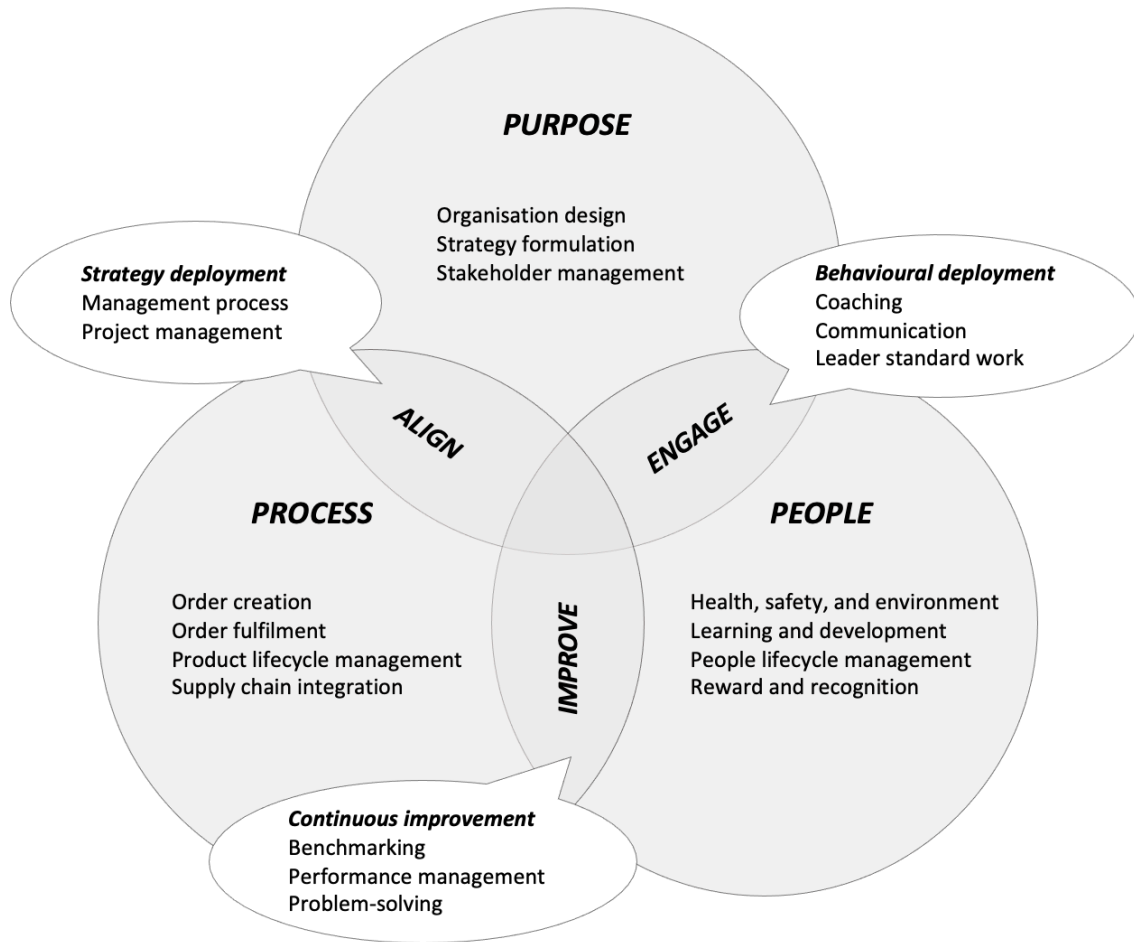 PURPOSE
Organisation design
Strategy formulation
Stakeholder management
Strategy deployment
Management process
Project management
Behavioural deployment
Coaching
Communication
Leader standard work
ALIGN
ENGAGE
PROCESS
Order creation
Order fulfilment
Product lifecycle management
Supply chain integration
PEOPLE
Health, safety, and environment
Learning and development
People lifecycle management
Reward and recognition
IMPROVE
Continuous improvement
Benchmarking
Performance management
Problem-solving